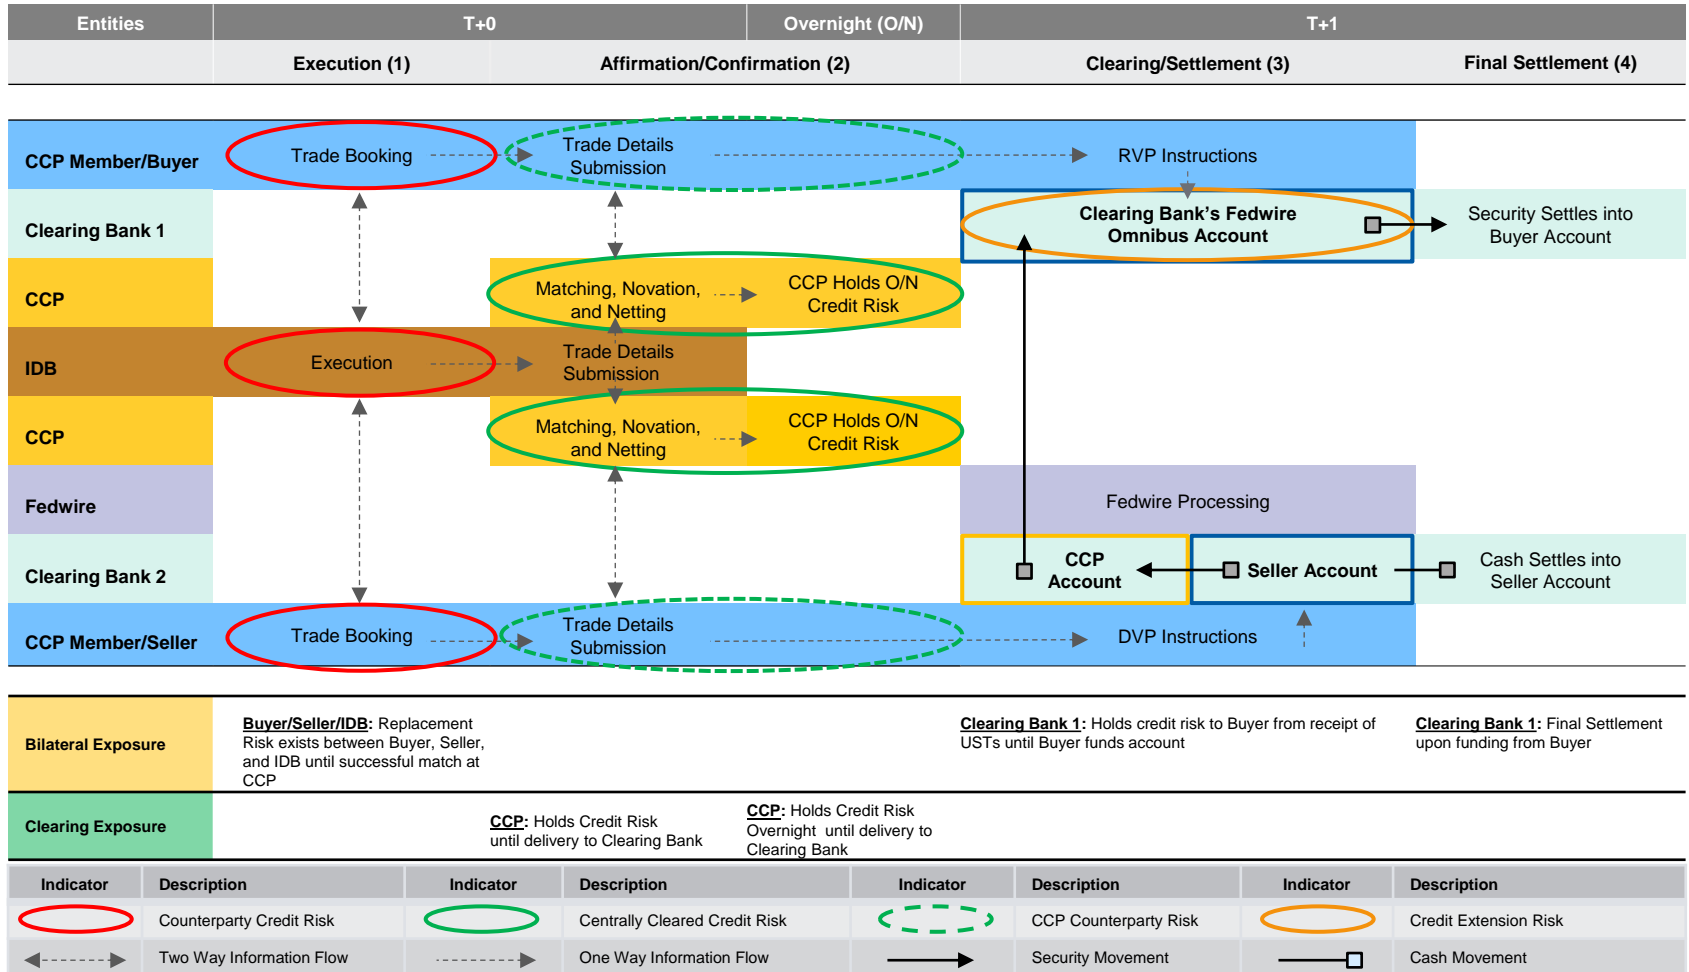 Entities
T+0
Overnight (O/N)
T+1
Execution (1)
Affirmation/Confirmation (2)
Clearing/Settlement (3)
Final Settlement (4)
CCP Member/Buyer
Trade Booking
Trade Details
Submission
RVP Instructions
Clearing Bank 1
Clearing Bank's Fedwire
Omnibus Account
Security Settles into
Buyer Account
CCP
Matching, Novation,
and Netting
CCP Holds O/N
Credit Risk
IDB
Execution
Trade Details
Submission
CCP
Matching, Novation,
and Netting
CCP Holds O/N
Credit Risk
Fedwire
Fedwire Processing
Clearing Bank 2
CCP
Account
Seller Account
Cash Settles into
Seller Account
CCP Member/Seller
Trade Booking
Trade Details
Submission
DVP Instructions
Bilateral Exposure
Buyer/Seller/IDB: Replacement
Risk exists between Buyer, Seller,
and IDB until successful match at
CCP
Clearing Bank 1: Holds credit risk to Buyer from receipt of
USTs until Buyer funds account
Clearing Bank 1: Final Settlement
upon funding from Buyer
Clearing Exposure
CCP: Holds Credit Risk
until delivery to Clearing Bank
CCP: Holds Credit Risk
Overnight until delivery to
Clearing Bank
Indicator
Description
Indicator
Description
Indicator
Description
Indicator
Description
Counterparty Credit Risk
Centrally Cleared Credit Risk
CCP Counterparty Risk
Credit Extension Risk
Two Way Information Flow
One Way Information Flow
Security Movement
Cash Movement